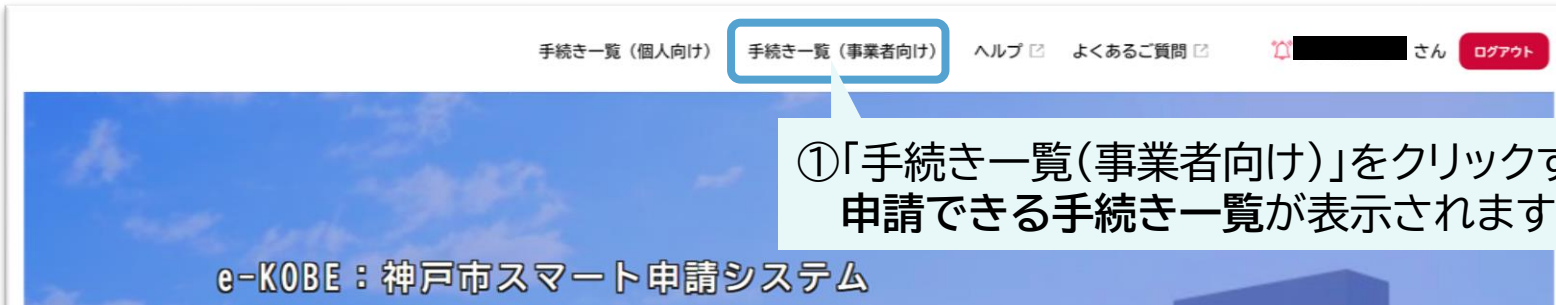 手続き一覧（個人向け） 手続き一覧（事業者向け） ヘルプ よくあるご質問 さん ログアウト
①「手続き一覧（事業者向け）」をクリックす
申請できる手続き一覧が表示されます
e-KOBE：神戸市スマート申請システム